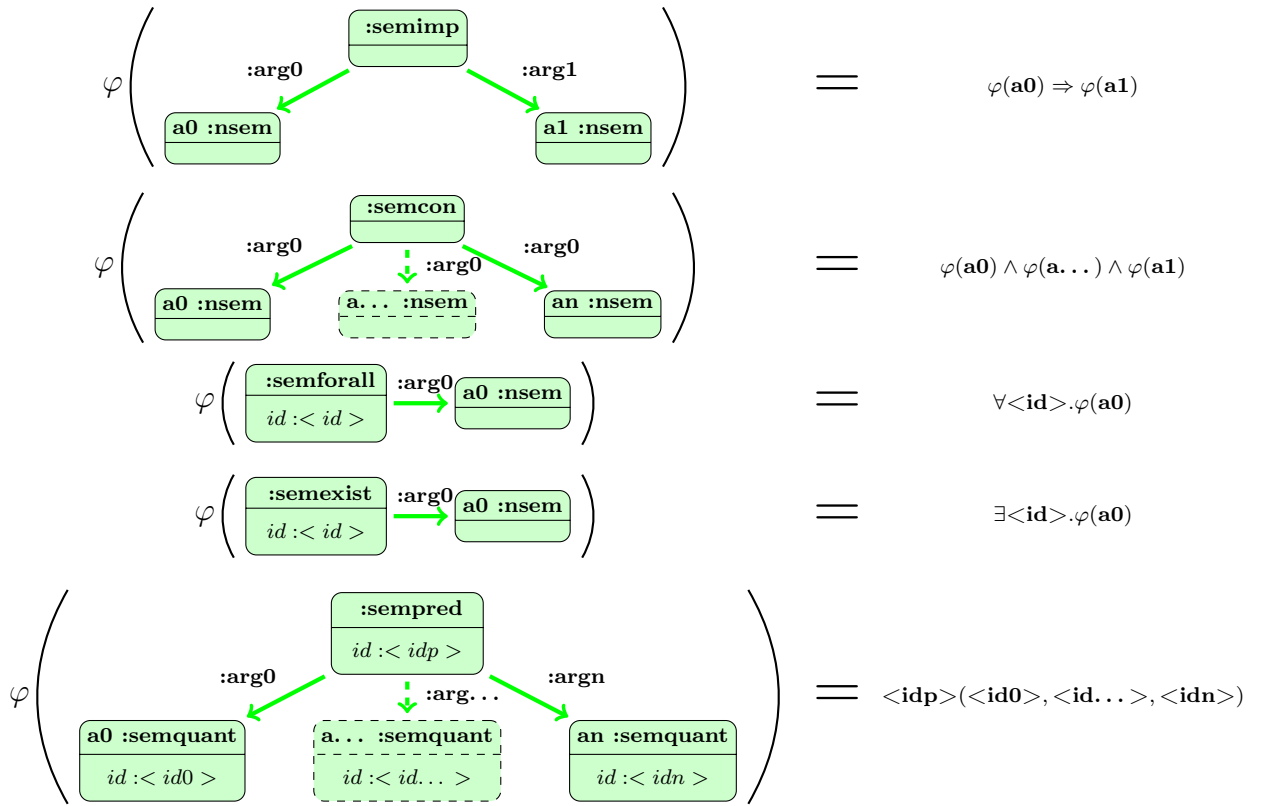 :semimp
:arg0 :arg1
φ = φ(a0) ⇒ φ(a1)
a0 :nsem a1 :nsem
:semcon
:arg0 :arg0 :arg0
φ = φ(a0) ∧ φ(a...) ∧ φ(a1)
a0 :nsem a... :nsem an :nsem
:semforall :arg0 a0 :nsem
φ = ∀<id>.φ(a0)
id :< id >
:semexist :arg0 a0 :nsem
φ = ∃<id>.φ(a0)
id :< id >
:sempred
id :< idp >
:arg0 :arg... :argn
φ = <idp>(<id0>, <id...>, <idn>)
a0 :semquant a... :semquant an :semquant
id :< id0 > id :< id... > id :< idn >